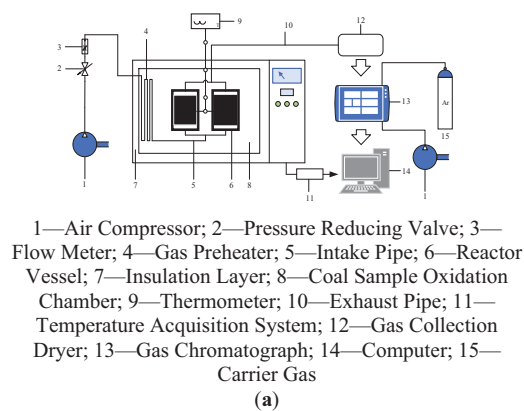 9
4
10
12
3
2
13
Ar
15
1
7
5
6
8
11
14
1
1—Air Compressor; 2—Pressure Reducing Valve; 3—
Flow Meter; 4—Gas Preheater; 5—Intake Pipe; 6—Reactor
Vessel; 7—Insulation Layer; 8—Coal Sample Oxidation
Chamber; 9—Thermometer; 10—Exhaust Pipe; 11—
Temperature Acquisition System; 12—Gas Collection
Dryer; 13—Gas Chromatograph; 14—Computer; 15—
Carrier Gas
(a)